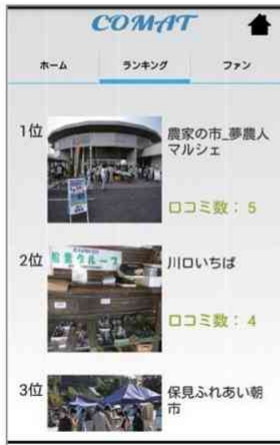 COMAT
ホーム ランキング ファン
1位
農家の市_夢農人
マルシェ
口コミ数： 5
2位
川口いちば
口コミ数： 4
3位
保見ふれあい朝
市